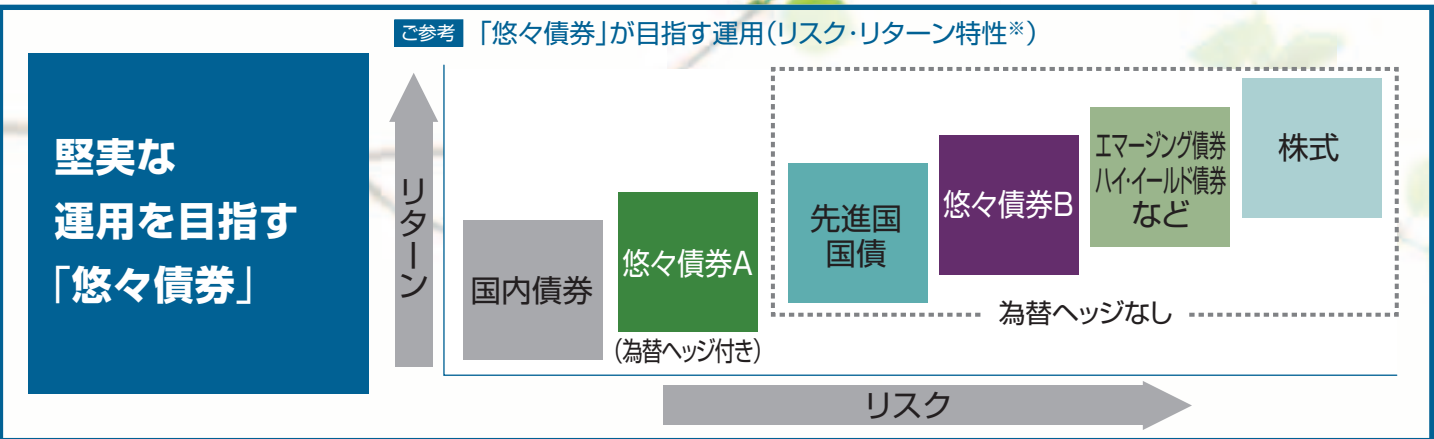 ご参考 「悠々債券」が目指す運用(リスク・リターン特性※)
堅実な
運用を目指す
「悠々債券」
リターン
国内債券
悠々債券A
(為替ヘッジ付き)
先進国
国債
悠々債券B
エマージング債券
ハイ・イールド債券
など
株式
為替ヘッジなし
リスク